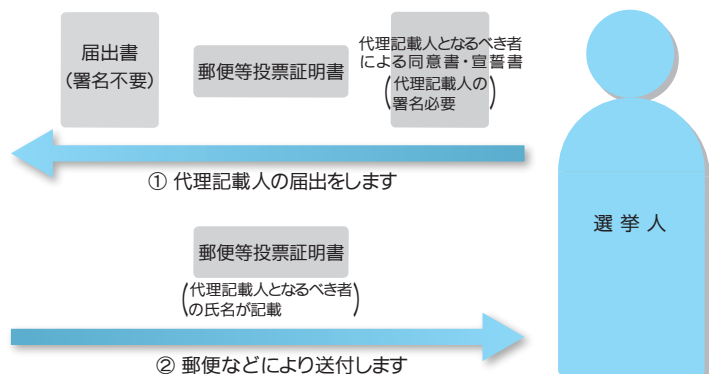 届出書
(署名不要)
郵便等投票証明書
代理記載人となるべき者
による同意書・宣誓書
(代理記載人の
署名必要)
① 代理記載人の届出をします
選挙人
郵便等投票証明書
(代理記載人となるべき者
の氏名が記載)
② 郵便などにより送付します